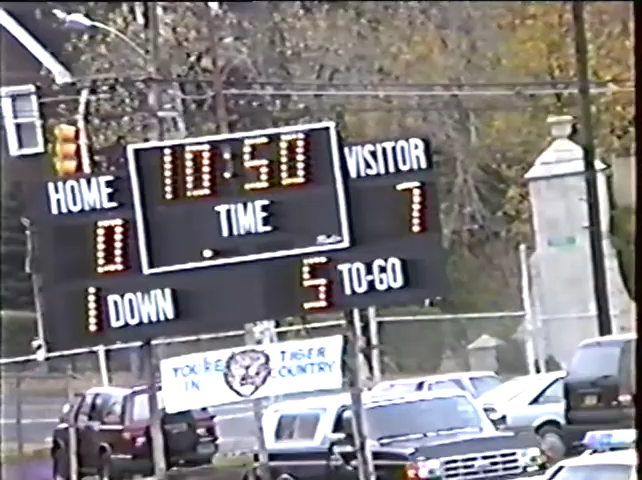 10:50
HOME
TIME
VISITOR
0
7
1 DOWN
5 TO-GO
YOU'RE IN
TIGER COUNTRY